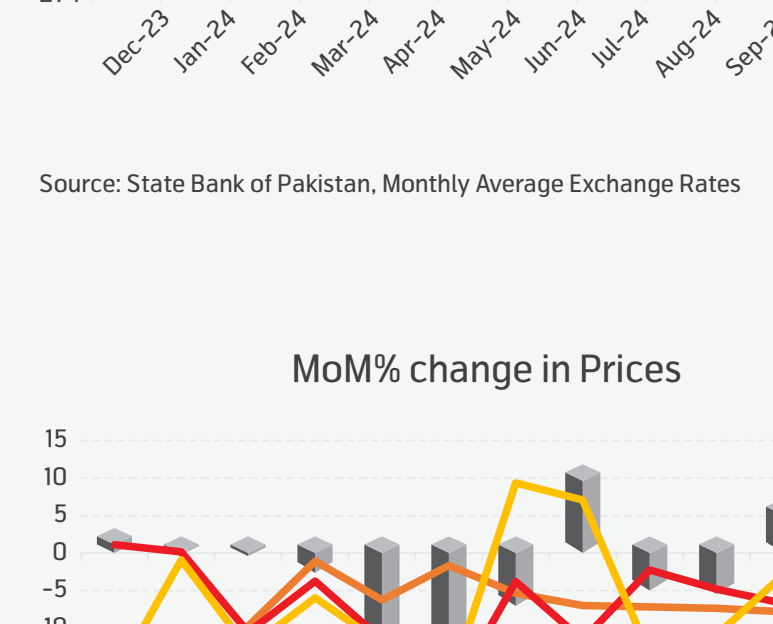 Dec-23 Jan-24 Feb-24 Mar-24 Apr-24 May-24 Jun-24 Jul-24 Aug-24
Source: State Bank of Pakistan, Monthly Average Exchange Rates
MoM% change in Prices
15
10
5
0
-5